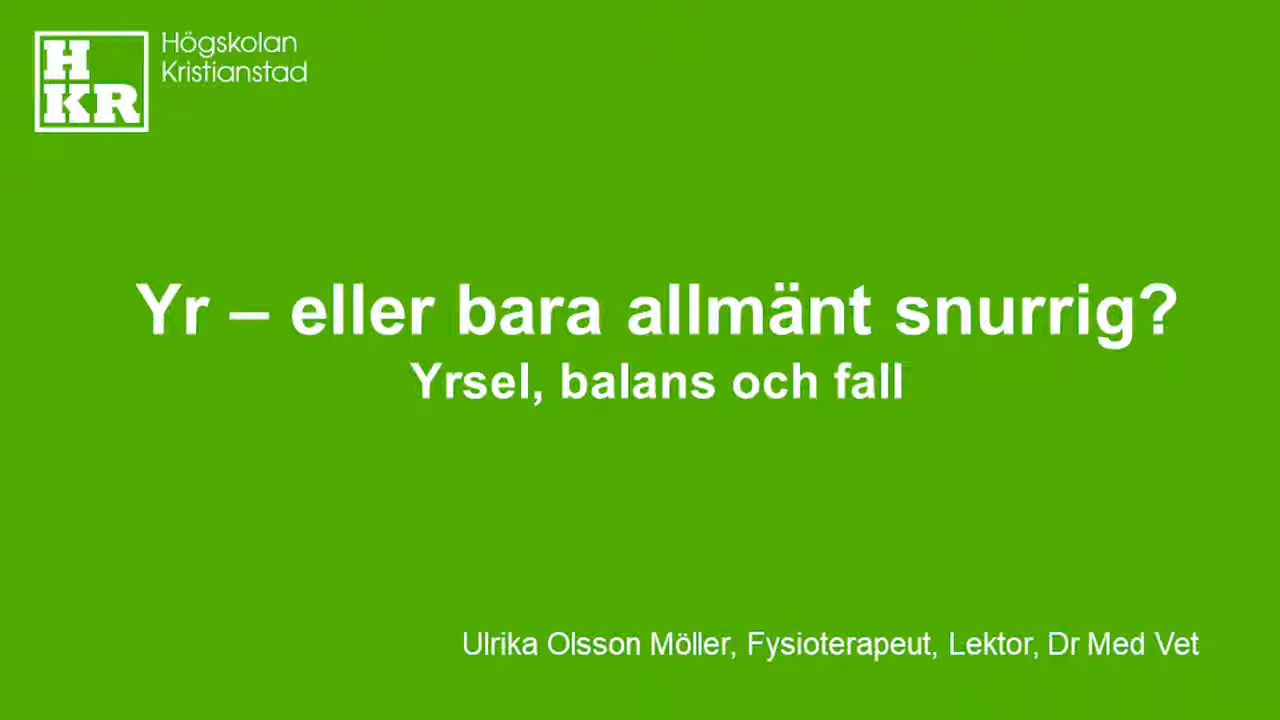 H
KR
Högskolan
Kristianstad
Yr – eller bara allmänt snurrig?
Yrsel, balans och fall
Ulrika Olsson Möller, Fysioterapeut, Lektor, Dr Med Vet